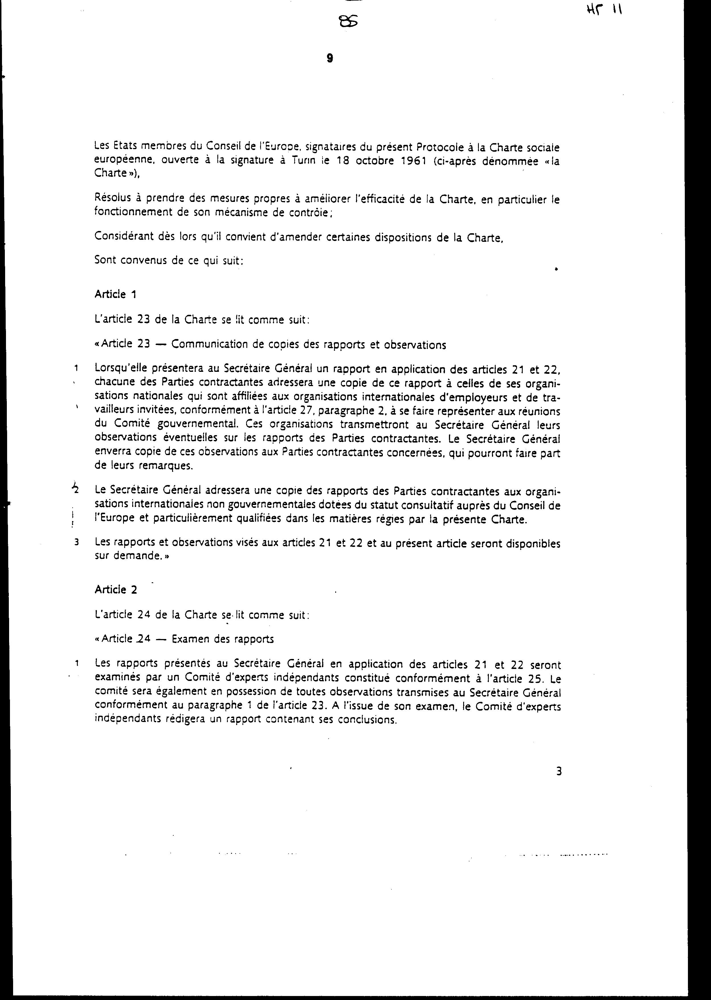 HS 11
85
9
Les Etats membres du Conseil de l'Europe, signataires du présent Protocole à la Charte sociale
européenne, ouverte à la signature à Turin le 18 octobre 1961 (ci-après dénommée «la
Charte»),
Résolus à prendre des mesures propres à améliorer l'efficacité de la Charte, en particulier le
fonctionnement de son mécanisme de contrôle;
Considérant dès lors qu'il convient d'amender certaines dispositions de la Charte,
Sont convenus de ce qui suit:
Article 1
L'article 23 de la Charte se lit comme suit:
«Article 23 — Communication de copies des rapports et observations
1 Lorsqu'elle présentera au Secrétaire Général un rapport en application des articles 21 et 22,
chacune des Parties contractantes adressera une copie de ce rapport à celles de ses organi-
sations nationales qui sont affiliées aux organisations internationales d'employeurs et de tra-
vailleurs invitées, conformément à l'article 27, paragraphe 2, à se faire représenter aux réunions
du Comité gouvernemental. Ces organisations transmettront au Secrétaire Général leurs
observations éventuelles sur les rapports des Parties contractantes. Le Secrétaire Général
enverra copie de ces observations aux Parties contractantes concernées, qui pourront faire part
de leurs remarques.
2 Le Secrétaire Général adressera une copie des rapports des Parties contractantes aux organi-
sations internationales non gouvernementales dotées du statut consultatif auprès du Conseil de
l'Europe et particulièrement qualifiées dans les matières régies par la présente Charte.
3 Les rapports et observations visés aux articles 21 et 22 et au présent article seront disponibles
sur demande.»
Article 2
L'article 24 de la Charte se lit comme suit:
«Article 24 — Examen des rapports
1 Les rapports présentés au Secrétaire Général en application des articles 21 et 22 seront
examinés par un Comité d'experts indépendants constitué conformément à l'article 25. Le
comité sera également en possession de toutes observations transmises au Secrétaire Général
conformément au paragraphe 1 de l'article 23. A l'issue de son examen, le Comité d'experts
indépendants rédigera un rapport contenant ses conclusions.
3